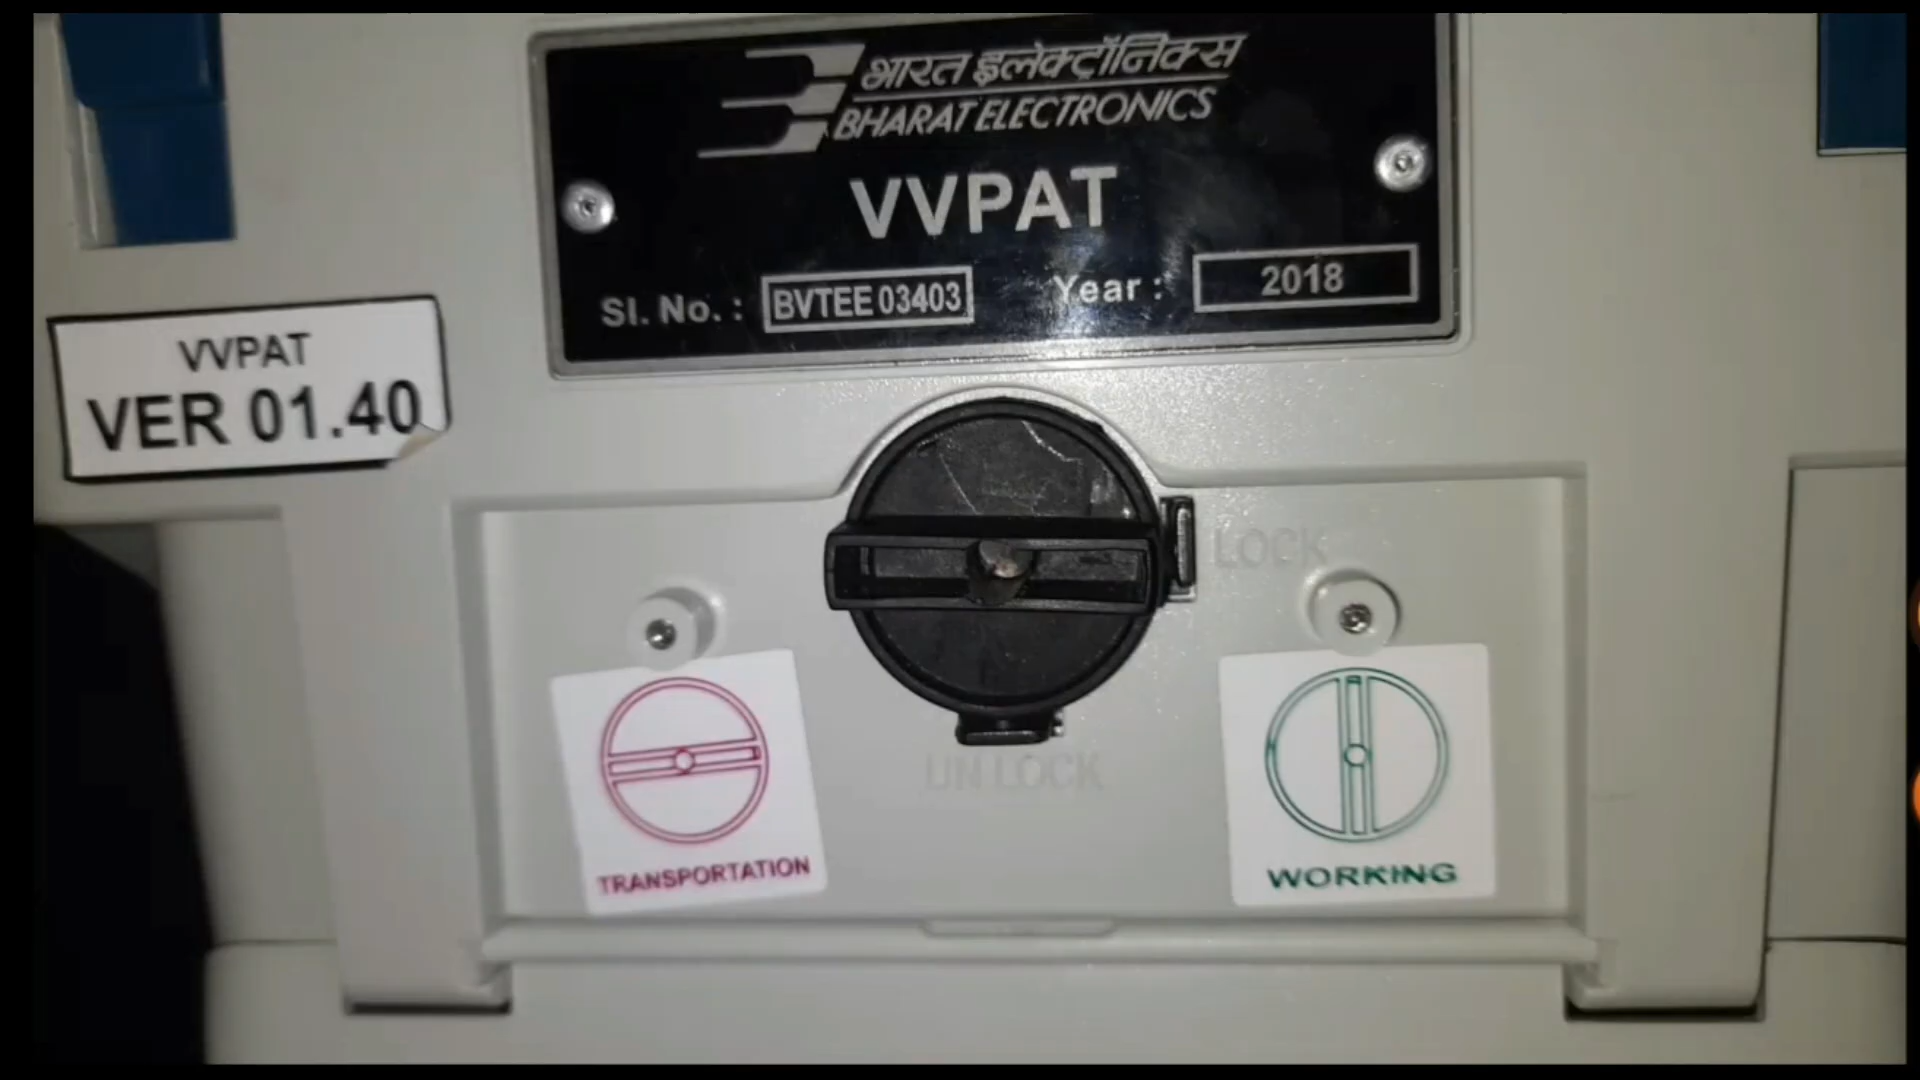 भारत इलेक्ट्रॉनिक्स
BHARAT ELECTRONICS
VVPAT
Sl. No. : BVTEE 03403 Year : 2018
VVPAT
VER 01.40
LOCK
UN LOCK
TRANSPORTATION
WORKING